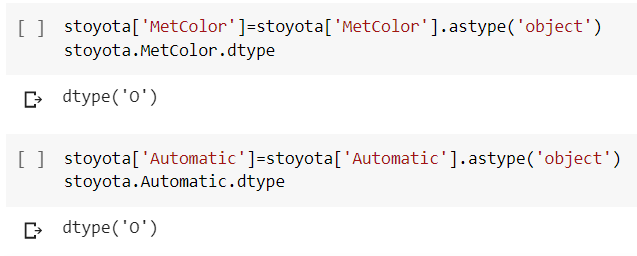 [ ] stoyota['MetColor']=stoyota['MetColor'].astype('object')
stoyota.MetColor.dtype
dtype('O')
[ ] stoyota['Automatic']=stoyota['Automatic'].astype('object')
stoyota.Automatic.dtype
dtype('O')